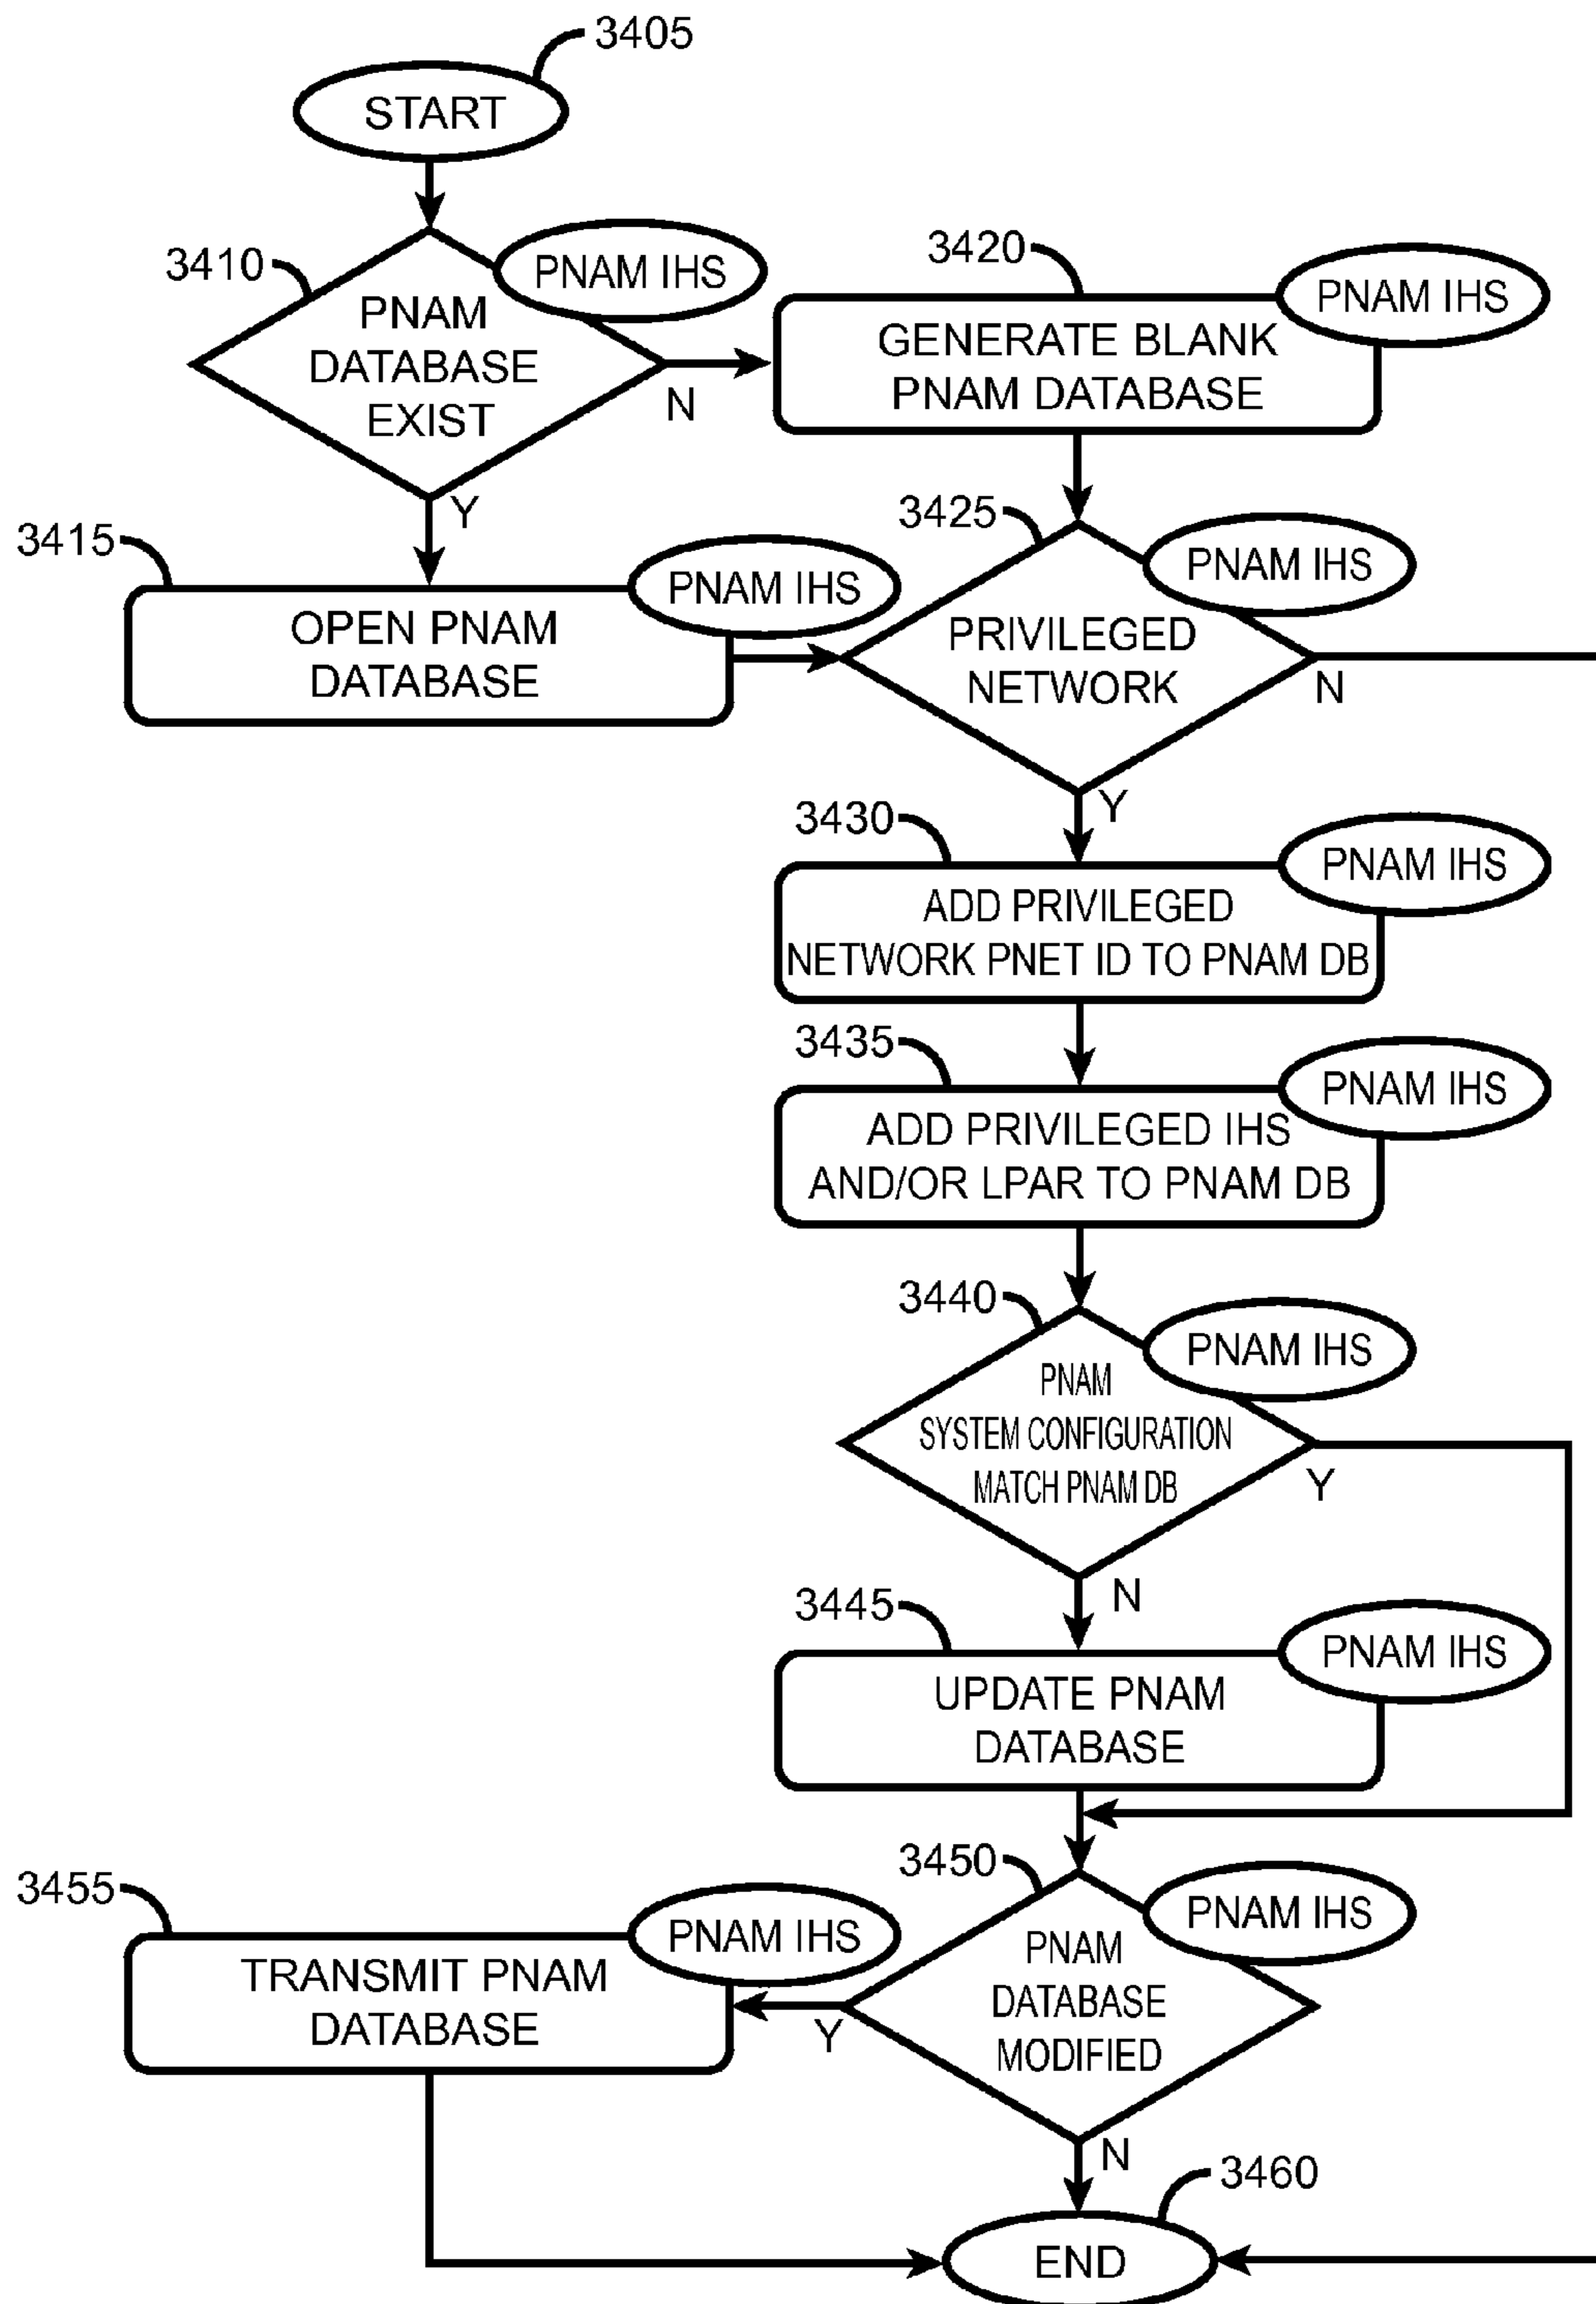 3405
START
3410
PNAM IHS
PNAM
DATABASE
EXIST
N
Y
3420
PNAM IHS
GENERATE BLANK
PNAM DATABASE
3415
PNAM IHS
OPEN PNAM
DATABASE
3425
PNAM IHS
PRIVILEGED
NETWORK
N
Y
3430
PNAM IHS
ADD PRIVILEGED
NETWORK PNET ID TO PNAM DB
3435
PNAM IHS
ADD PRIVILEGED IHS
AND/OR LPAR TO PNAM DB
3440
PNAM IHS
PNAM
SYSTEM CONFIGURATION
MATCH PNAM DB
Y
N
3445
PNAM IHS
UPDATE PNAM
DATABASE
3450
PNAM IHS
PNAM
DATABASE
MODIFIED
Y
N
3455
PNAM IHS
TRANSMIT PNAM
DATABASE
3460
END